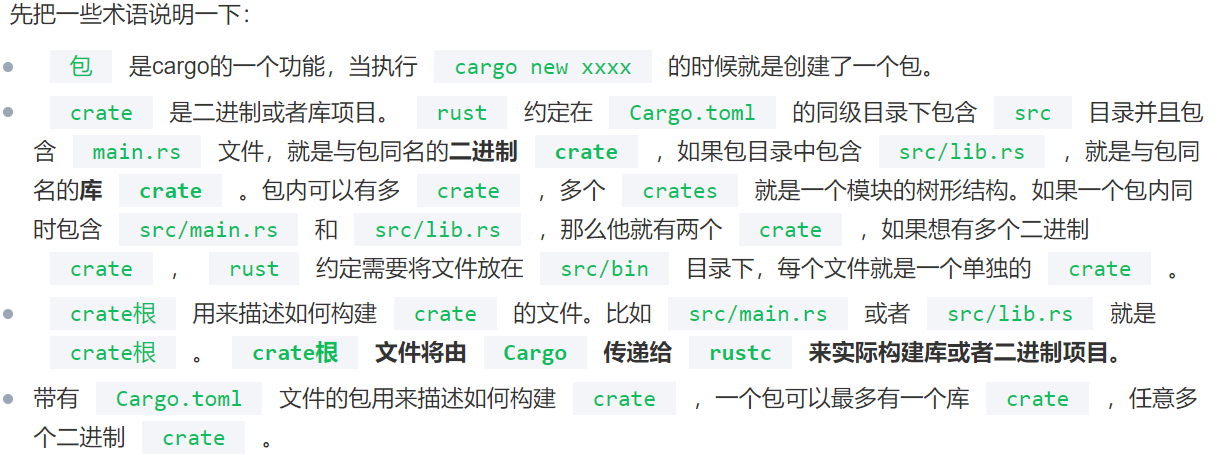 先把一些术语说明一下：
包 是cargo的一个功能，当执行 cargo new xxxx 的时候就是创建了一个包。
crate 是二进制或者库项目。 rust 约定在 Cargo.toml 的同级目录下包含 src 目录并且包
含 main.rs 文件，就是与包同名的二进制 crate ，如果包目录中包含 src/lib.rs ，就是与包同
名的库 crate 。包内可以有多 crate ，多个 crates 就是一个模块的树形结构。如果一个包内同
时包含 src/main.rs 和 src/lib.rs ，那么他就有两个 crate ，如果想有多个二进制
crate ， rust 约定需要将文件放在 src/bin 目录下，每个文件就是一个单独的 crate 。
crate根 用来描述如何构建 crate 的文件。比如 src/main.rs 或者 src/lib.rs 就是
crate根 。 crate根 文件将由 Cargo 传递给 rustc 来实际构建库或者二进制项目。
带有 Cargo.toml 文件的包用来描述如何构建 crate ，一个包可以最多有一个库 crate ，任意多
个二进制 crate 。